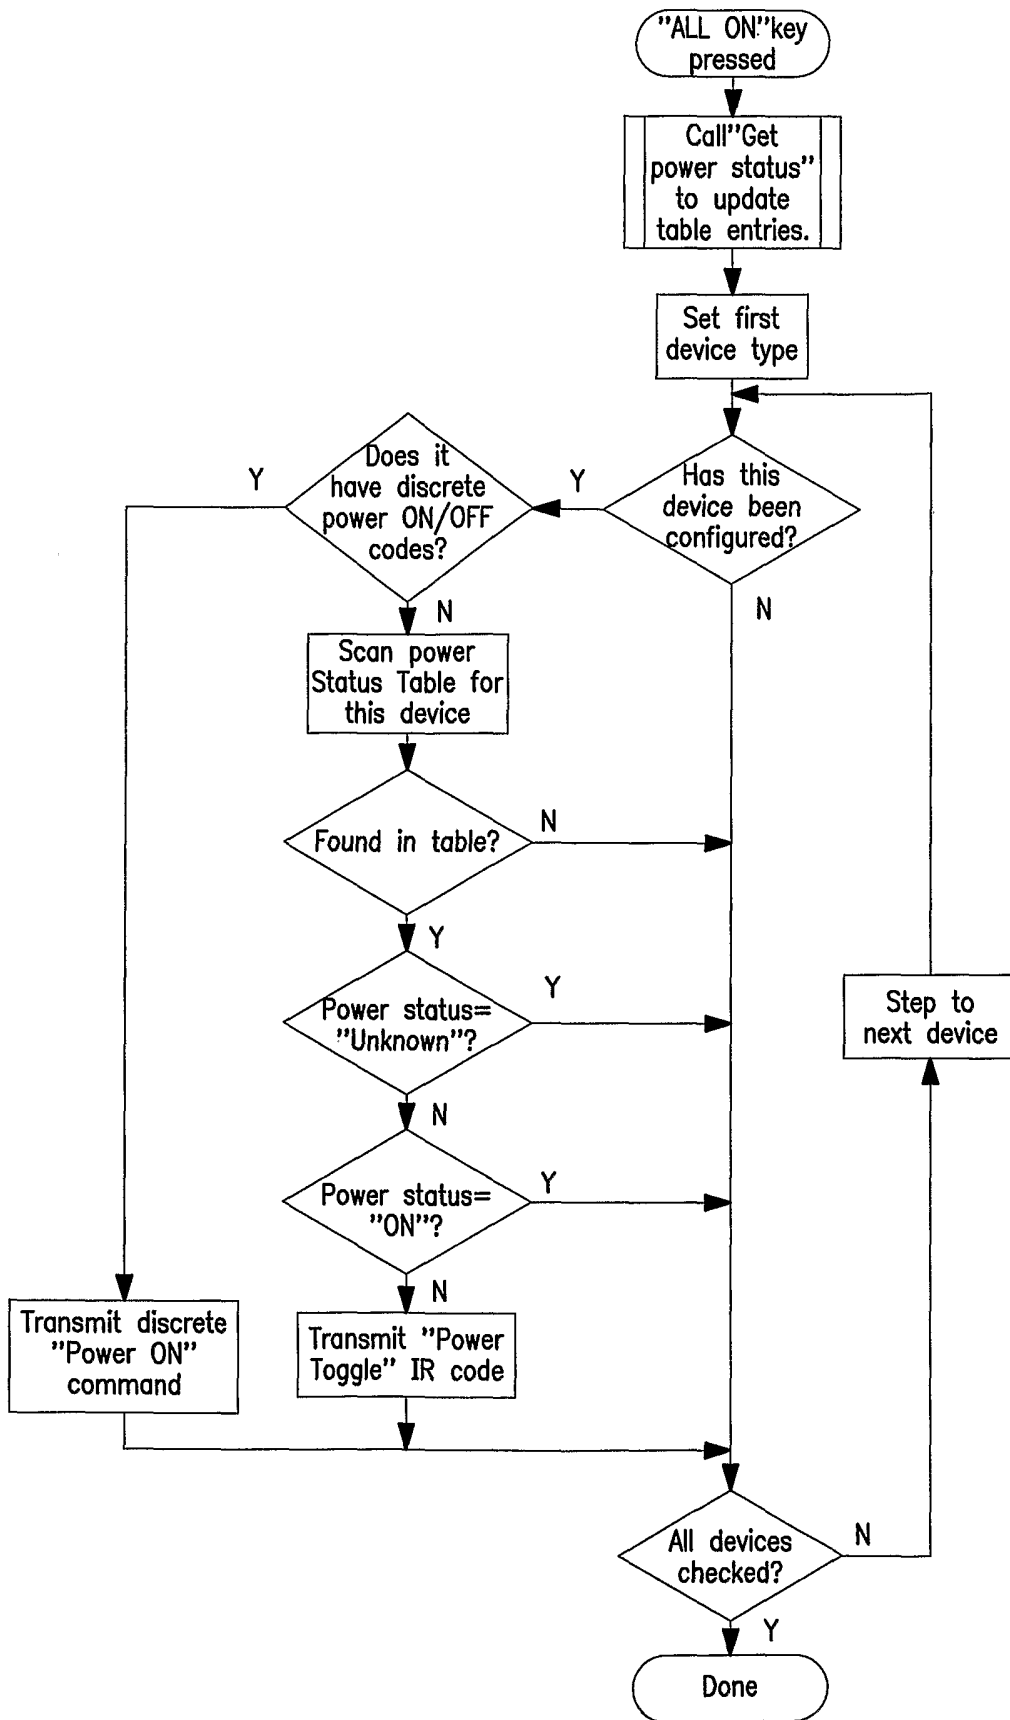 "ALL ON"key
pressed
Call"Get
power status"
to update
table entries.
Set first
device type
Has this
device been
configured?
Y
N
Does it
have discrete
power ON/OFF
codes?
Y
N
Scan power
Status Table for
this device
Found in table?
N
Y
Power status=
"Unknown"?
Y
N
Power status=
"ON"?
Y
N
Transmit discrete
"Power ON"
command
Transmit "Power
Toggle" IR code
Step to
next device
All devices
checked?
N
Y
Done